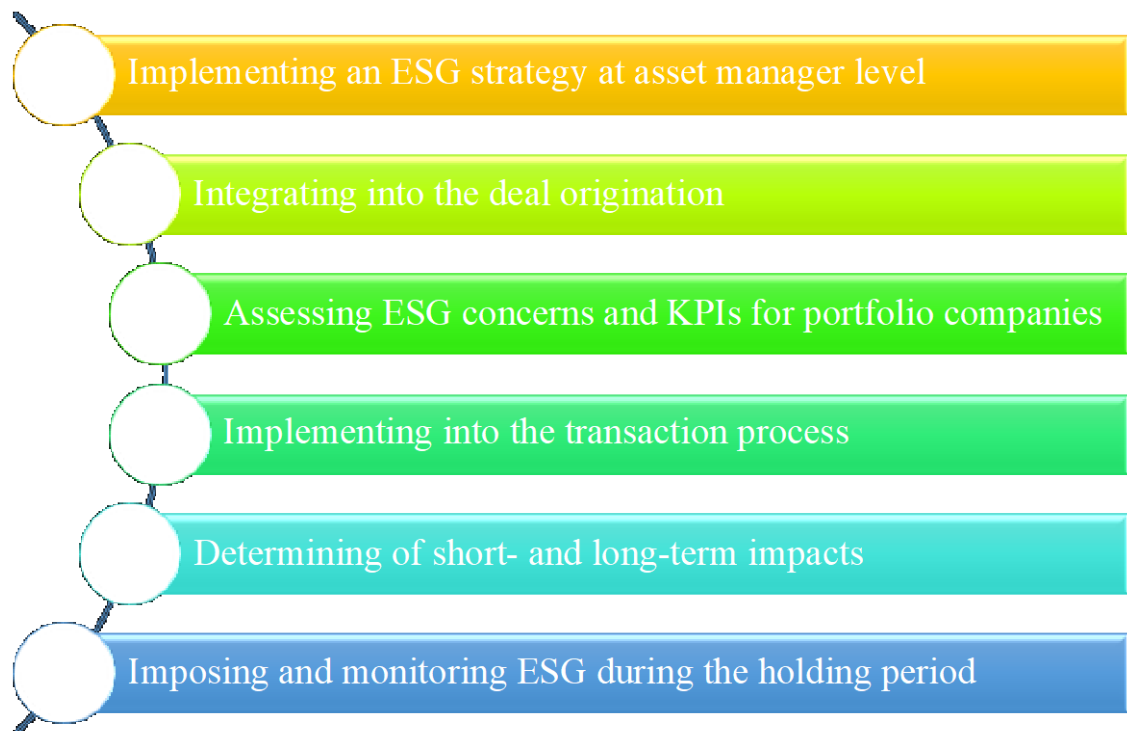 Implementing an ESG strategy at asset manager level
Integrating into the deal origination
Assessing ESG concerns and KPIs for portfolio companies
Implementing into the transaction process
Determining of short- and long-term impacts
Imposing and monitoring ESG during the holding period